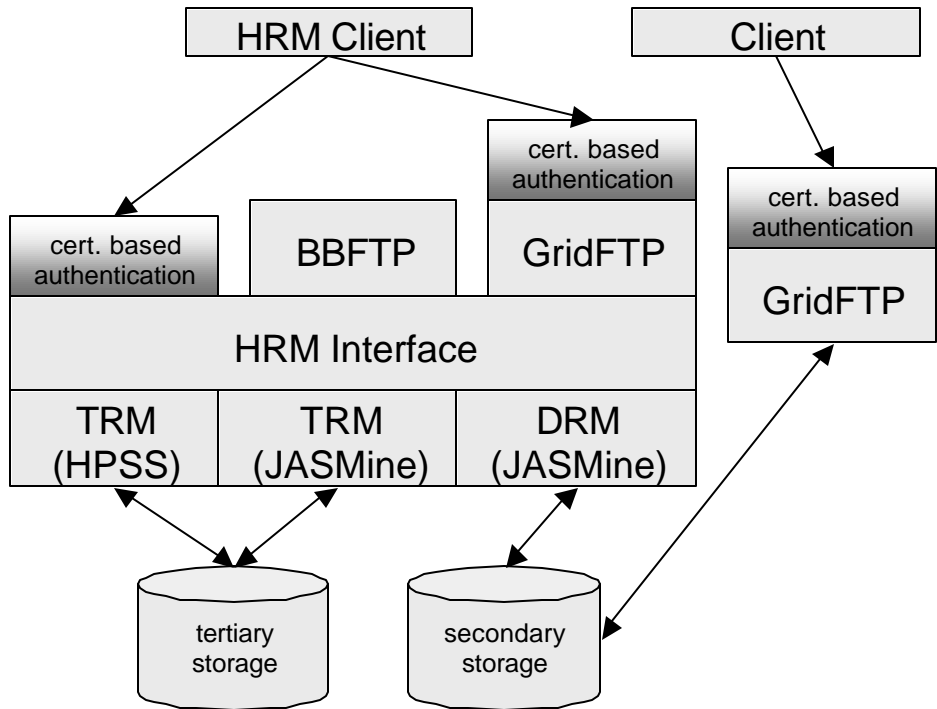 HRM Client
Client
cert. based
authentication
cert. based
authentication
cert. based
authentication
BBFTP
GridFTP
GridFTP
HRM Interface
TRM
(HPSS)
TRM
(JASMine)
DRM
(JASMine)
tertiary
storage
secondary
storage